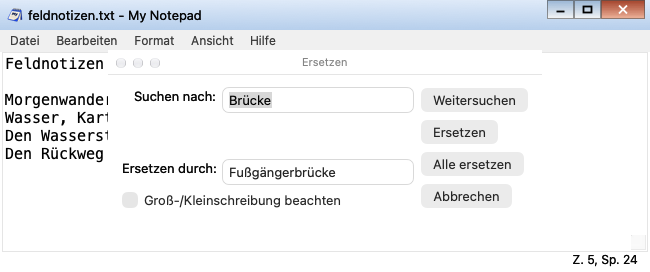 feldnotizen.txt - My Notepad
Datei Bearbeiten Format Ansicht Hilfe
Feldnotizen
Ersetzen
Suchen nach: Brücke Weitersuchen
Ersetzen
Alle ersetzen
Ersetzen durch: Fußgängerbrücke
Abbrechen
Groß-/Kleinschreibung beachten
Morgenwander
Wasser, Kart
Den Wasserst
Den Rückweg
Z. 5, Sp. 24